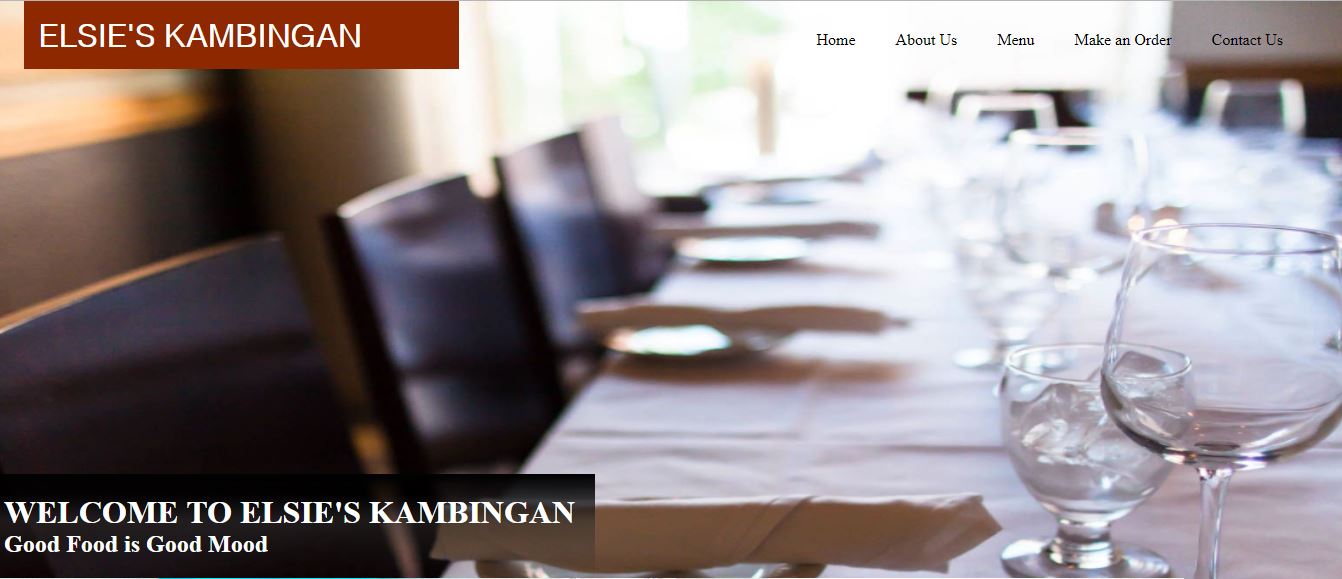 ELSIE'S KAMBINGAN
Home About Us Menu Make an Order Contact Us
WELCOME TO ELSIE'S KAMBINGAN
Good Food is Good Mood